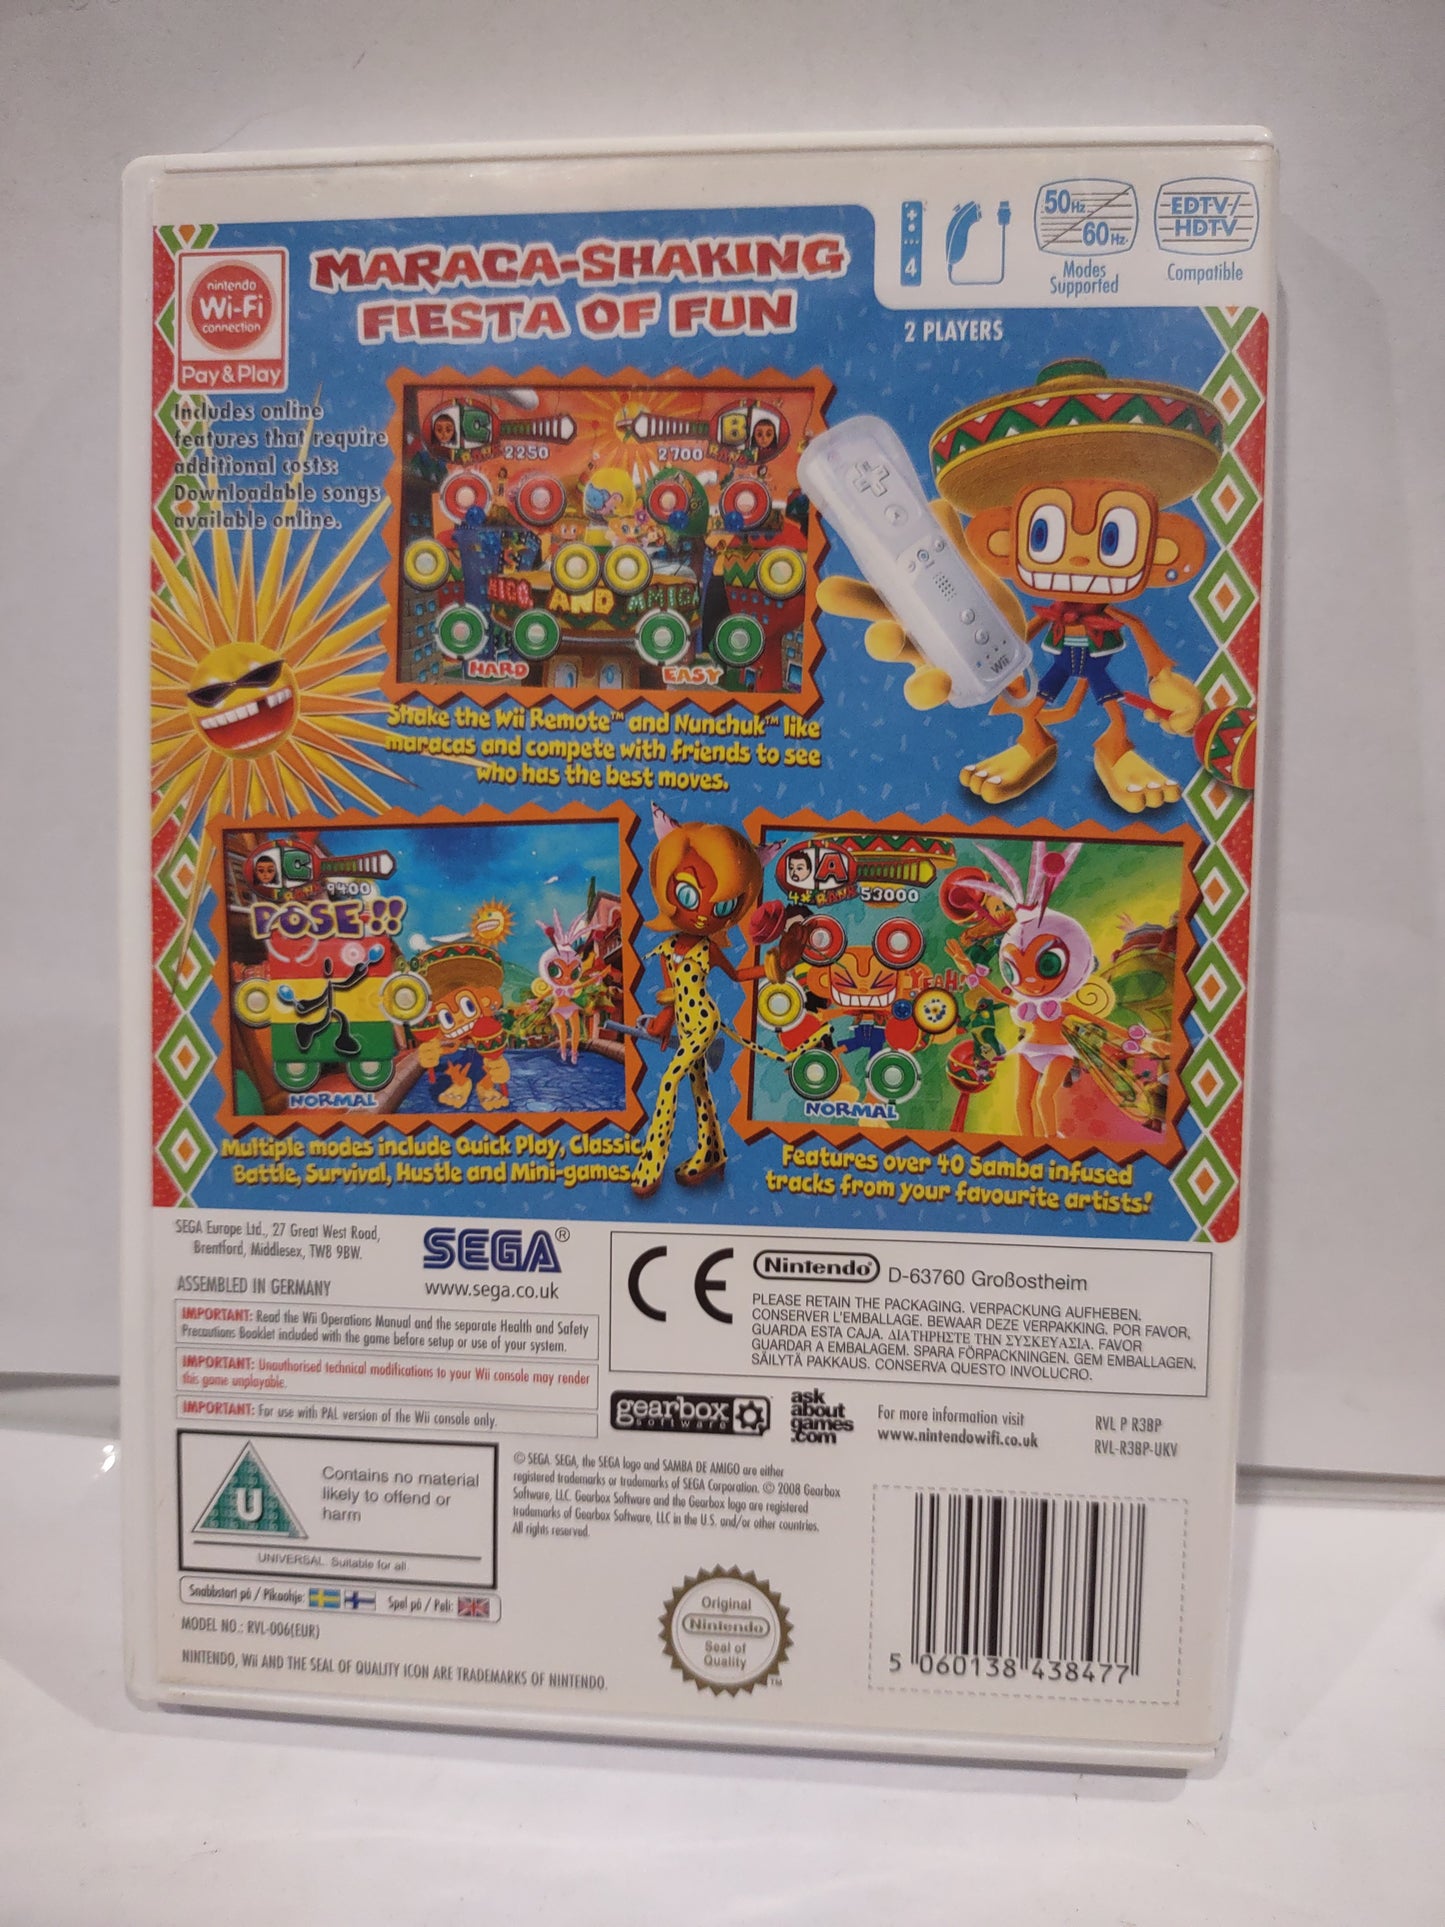 MARACA-SHAKING
FIESTA OF FUN
nintendo
Wi-Fi
connection
Pay & Play
Includes online
features that require
additional costs:
Downloadable songs
available online.
4
50Hz
60Hz
Modes
Supported
EDTV/
HDTV
Compatible
2 PLAYERS
C
2250
B
2700
AND AMIGA
HARD
EASY
Wii
Shake the Wii Remote™ and Nunchuk™ like
maracas and compete with friends to see
who has the best moves.
C
9400
POSE!!
NORMAL
A
53000
YEAH!
NORMAL
Multiple modes include Quick Play, Classic,
Battle, Survival, Hustle and Mini-games.
Features over 40 Samba infused
tracks from your favourite artists!
SEGA Europe Ltd., 27 Great West Road,
Brentford, Middlesex, TW8 9BW.
ASSEMBLED IN GERMANY
SEGA®
www.sega.co.uk
IMPORTANT: Read the Wii Operations Manual and the separate Health and Safety
Precautions Booklet included with the game before setup or use of your system.
IMPORTANT: Unauthorised technical modifications to your Wii console may render
this game unplayable.
IMPORTANT: For use with PAL version of the Wii console only.
CE
Nintendo® D-63760 Großostheim
PLEASE RETAIN THE PACKAGING. VERPACKUNG AUFHEBEN.
CONSERVER L'EMBALLAGE. BEWAAR DEZE VERPAKKING. POR FAVOR,
GUARDA ESTA CAJA. ΔΙΑΤΗΡΗΣΤΕ ΤΗΝ ΣΥΣΚΕΥΑΣΙΑ. FAVOR
GUARDAR A EMBALAGEM. SPARA FÖRPACKNINGEN. GEM EMBALLAGEN.
SÄILYTÄ PAKKAUS. CONSERVA QUESTO INVOLUCRO.
gearbox
software
ask
about
games
.com
For more information visit
www.nintendowifi.co.uk
RVL P R3BP
RVL-R3BP-UKV
U
Contains no material
likely to offend or
harm
UNIVERSAL Suitable for all
© SEGA. SEGA, the SEGA logo and SAMBA DE AMIGO are either
registered trademarks or trademarks of SEGA Corporation. © 2008 Gearbox
Software, LLC. Gearbox Software and the Gearbox logo are registered
trademarks of Gearbox Software, LLC in the U.S. and/or other countries.
All rights reserved.
Snabbstart på / Pikaohje: Spel på / Peli:
MODEL NO.: RVL-006(EUR)
NINTENDO, Wii AND THE SEAL OF QUALITY ICON ARE TRADEMARKS OF NINTENDO.
Original
Nintendo
Seal of
Quality
TM
5 060138 438477